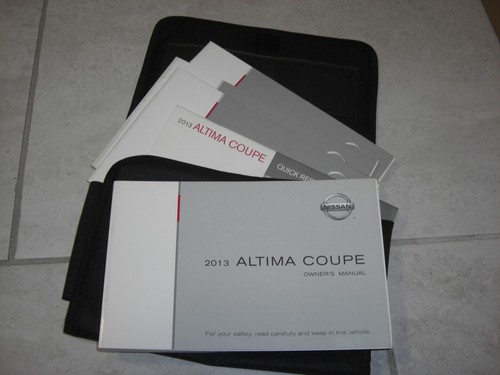 2013 ALTIMA COUPE
QUICK
NISSAN
2013 ALTIMA COUPE
OWNER'S MANUAL
For your safety, read carefully and keep in this vehicle.